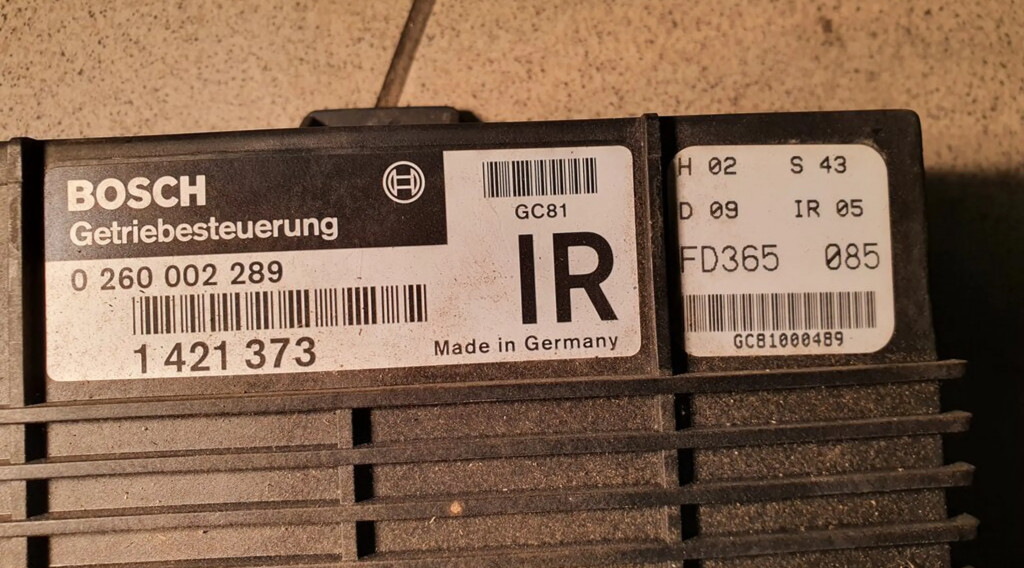 BOSCH
Getriebesteuerung
0 260 002 289
1 421 373
GC81
IR
Made in Germany
H 02 S 43
D 09 IR 05
FD365 085
GC81000489